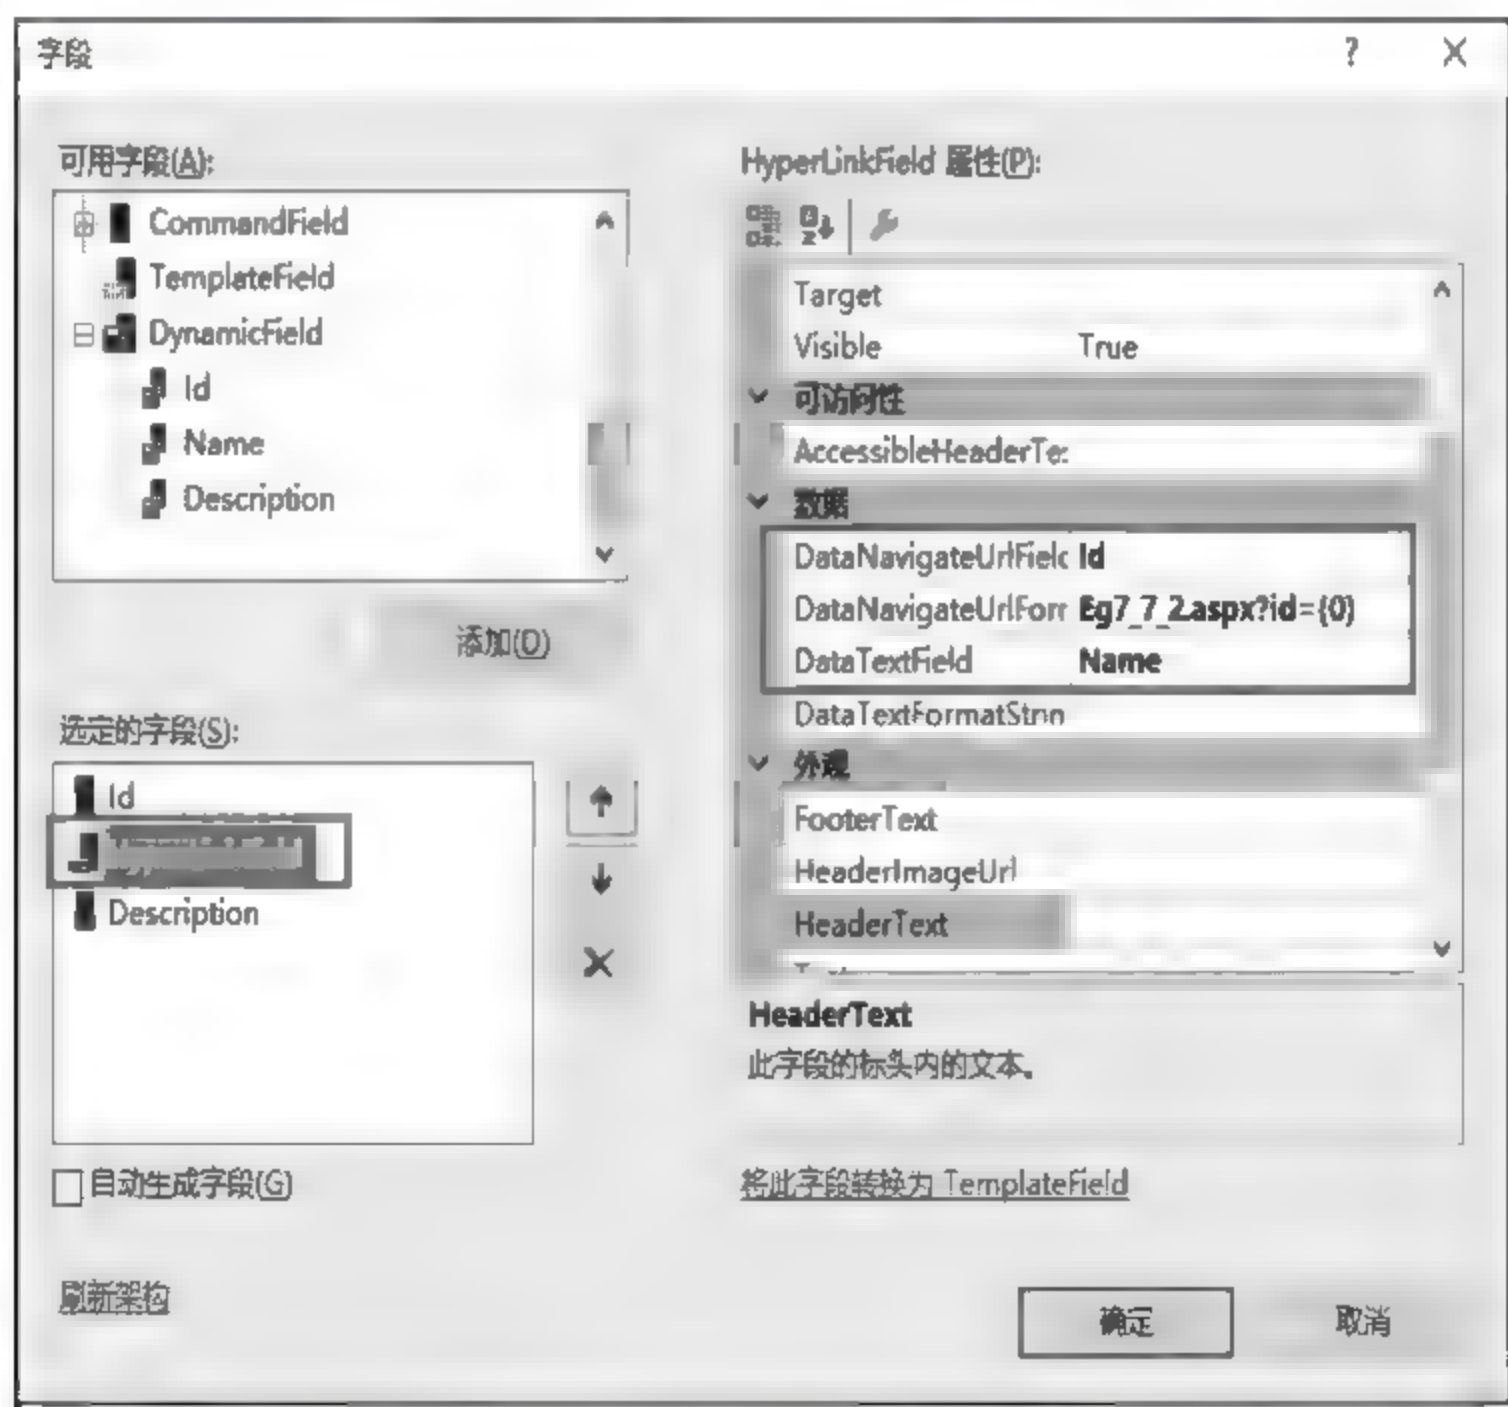 字段
?
可用字段(A):
CommandField
TemplateField
DynamicField
Id
Name
Description
添加(D)
选定的字段(S):
Id
Description
自动生成字段(G)
刷新架构
HyperLinkField 属性(P):
Target
Visible True
可访问性
AccessibleHeaderTe
数据
DataNavigateUrlField Id
DataNavigateUrlForr Eg7_7_2.aspx?id={0}
DataTextField Name
DataTextFormatStrin
外观
FooterText
HeaderImageUrl
HeaderText
HeaderText
此字段的标头内的文本。
将此字段转换为 TemplateField
确定 取消